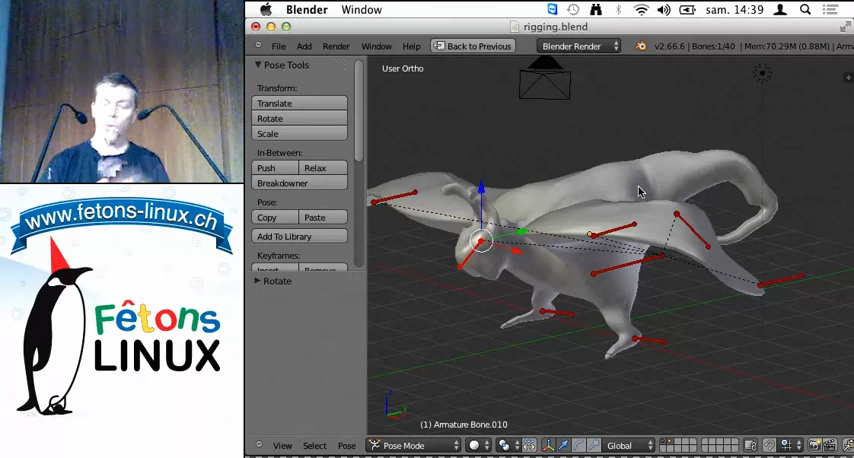 Blender Window
sam. 14:39
rigging.blend
File Add Render Window Help Back to Previous Blender Render v2.66.6 | Bones:1/40 | Mem:70.29M (0.88M) | Arma
Pose Tools
User Ortho
Transform:
Translate
Rotate
Scale
In-Between:
Push Relax
Breakdowner
Pose:
Copy Paste
Add To Library
Keyframes:
Insert Remove
Rotate
www.fetons-linux.ch
Fêtons
LINUX
z
y
(1) Armature Bone.010
View Select Pose Pose Mode Global